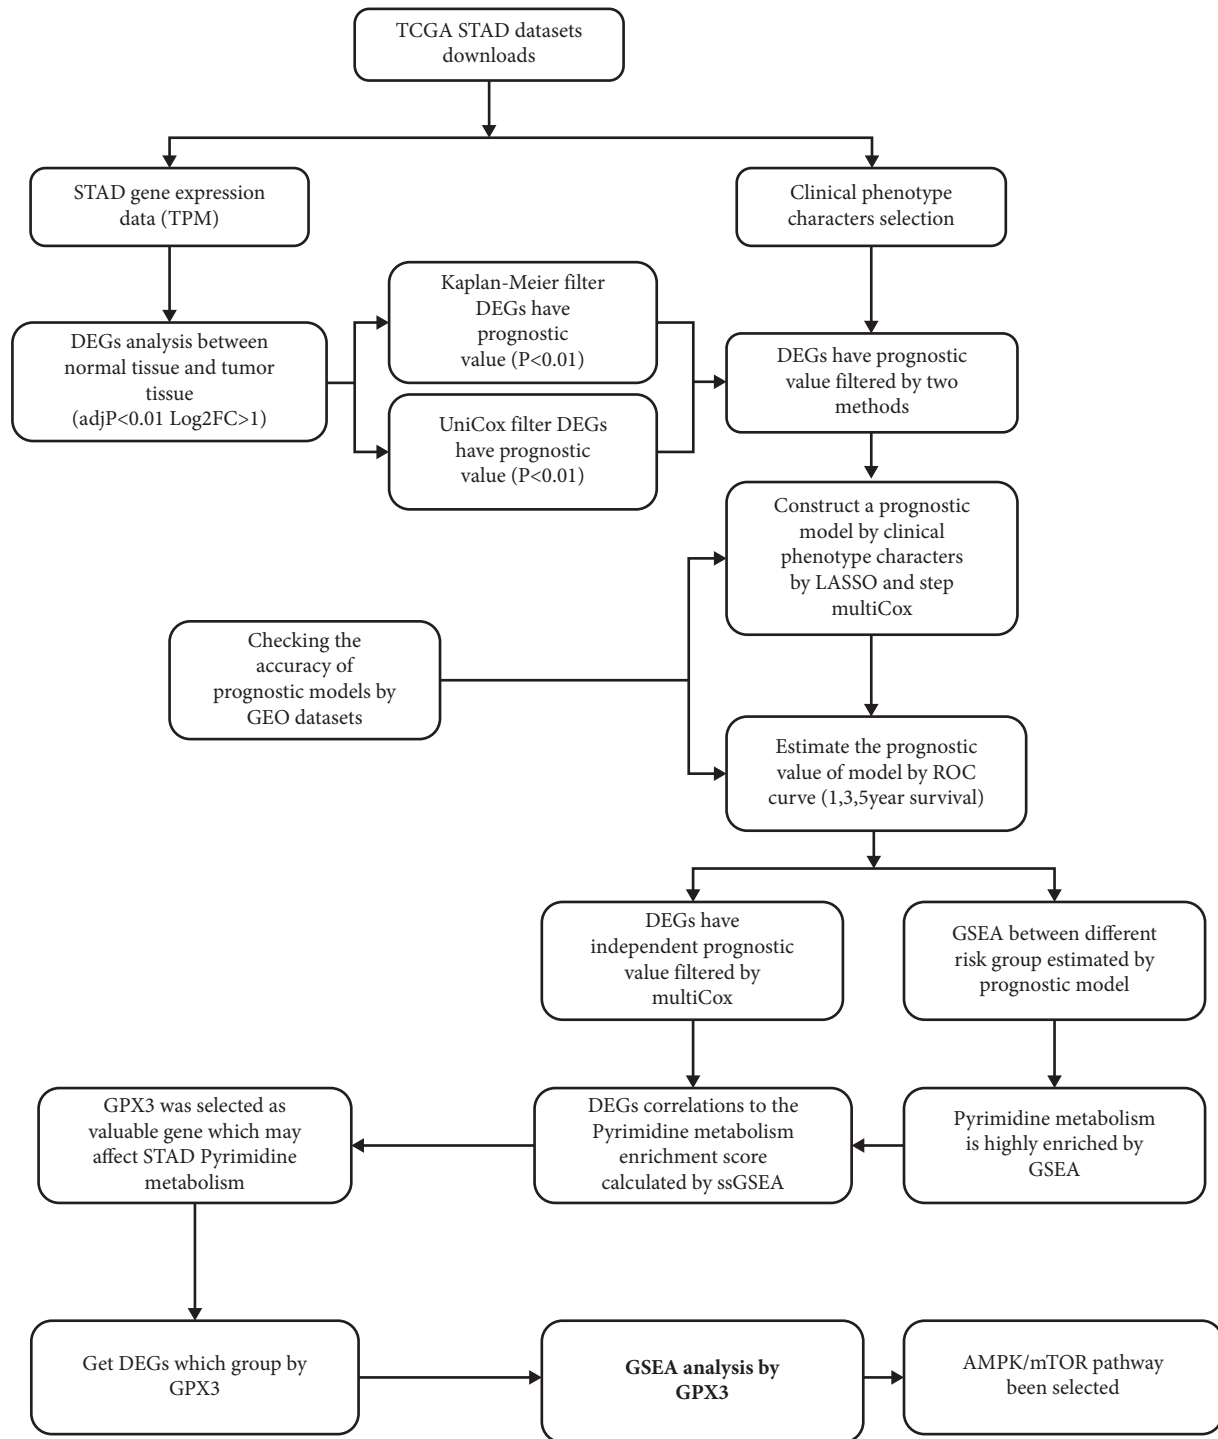 TCGA STAD datasets
downloads
STAD gene expression
data (TPM)
Clinical phenotype
characters selection
DEGs analysis between
normal tissue and tumor
tissue
(adjP<0.01 Log2FC>1)
Kaplan-Meier filter
DEGs have
prognostic
value (P<0.01)
UniCox filter DEGs
have prognostic
value (P<0.01)
DEGs have prognostic
value filtered by two
methods
Construct a prognostic
model by clinical
phenotype characters
by LASSO and step
multiCox
Checking the
accuracy of
prognostic models by
GEO datasets
Estimate the prognostic
value of model by ROC
curve (1,3,5year survival)
DEGs have
independent prognostic
value filtered by
multiCox
GSEA between different
risk group estimated by
prognostic model
GPX3 was selected as
valuable gene which may
affect STAD Pyrimidine
metabolism
DEGs correlations to the
Pyrimidine metabolism
enrichment score
calculated by ssGSEA
Pyrimidine metabolism
is highly enriched by
GSEA
Get DEGs which group by
GPX3
GSEA analysis by
GPX3
AMPK/mTOR pathway
been selected